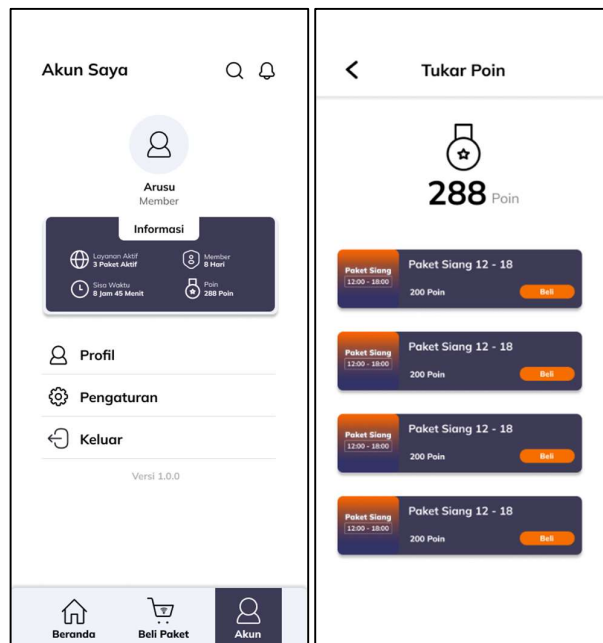 Akun Saya
Arusu
Member
Informasi
Layanan Aktif
3 Paket Aktif
Member
8 Hari
Sisa Waktu
8 Jam 45 Menit
Poin
288 Poin
Profil
Pengaturan
Keluar
Versi 1.0.0
Beranda
Beli Paket
Akun
Tukar Poin
288 Poin
Paket Siang
12:00 - 18:00
Paket Siang 12 - 18
200 Poin
Beli
Paket Siang
12:00 - 18:00
Paket Siang 12 - 18
200 Poin
Beli
Paket Siang
12:00 - 18:00
Paket Siang 12 - 18
200 Poin
Beli
Paket Siang
12:00 - 18:00
Paket Siang 12 - 18
200 Poin
Beli